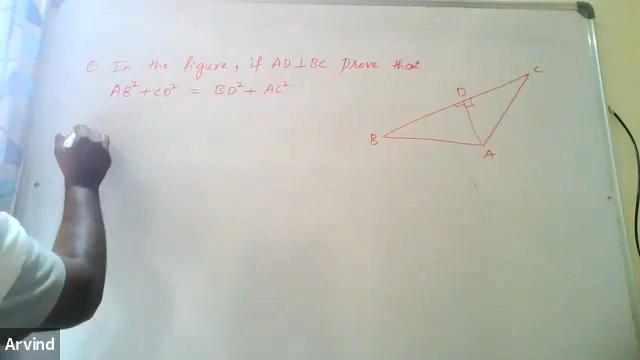 Q In the figure, if AD⊥BC prove that
AB² + CD² = BD² + AC²
C
D
B
A
Arvind